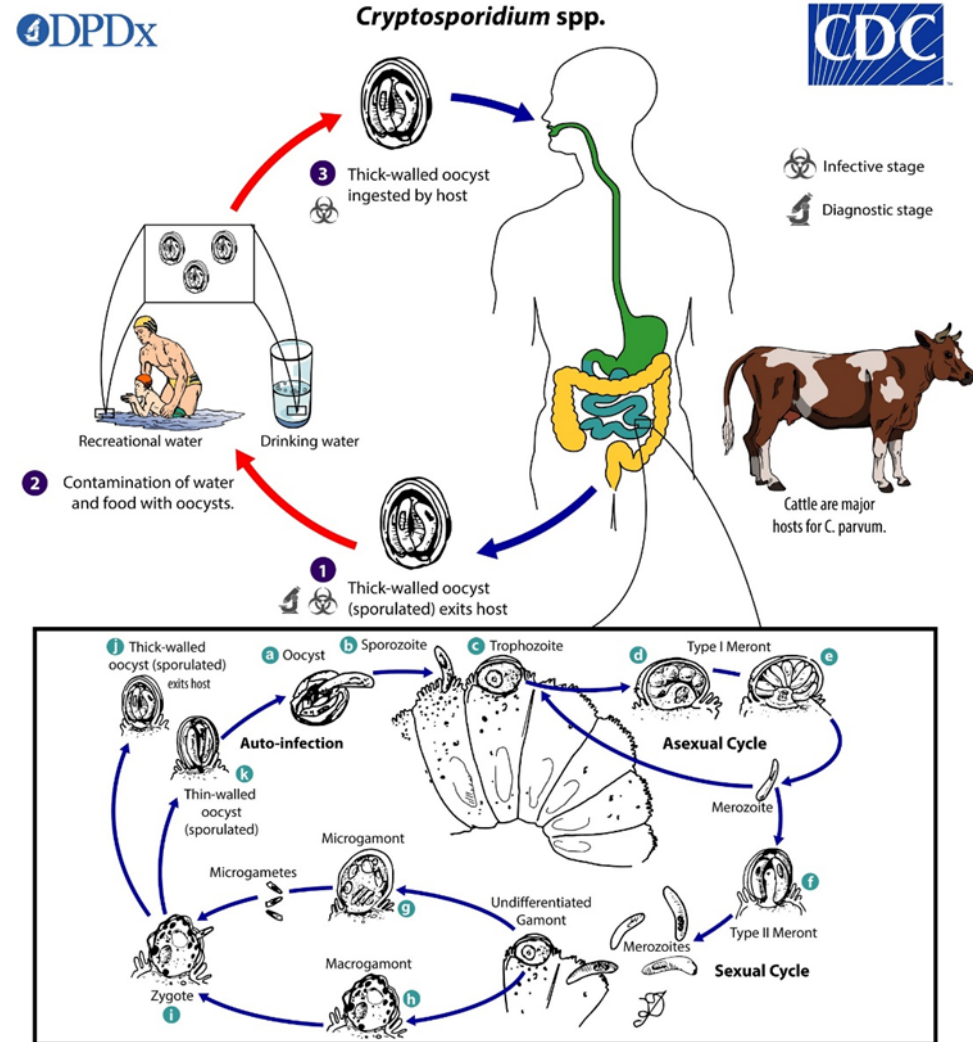 DPDx
Cryptosporidium spp.
CDC
TM
3 Thick-walled oocyst
ingested by host
Infective stage
Diagnostic stage
Recreational water
Drinking water
2 Contamination of water
and food with oocysts.
Cattle are major
hosts for C. parvum.
1
Thick-walled oocyst
(sporulated) exits host
j Thick-walled
oocyst (sporulated)
exits host
a Oocyst
b Sporozoite
c Trophozoite
d
Type I Meront
e
Auto-infection
Asexual Cycle
k
Thin-walled
oocyst
(sporulated)
Merozoite
Microgamont
Microgametes
g
f
Undifferentiated
Gamont
Type II Meront
Merozoites
Sexual Cycle
Macrogamont
h
Zygote
i